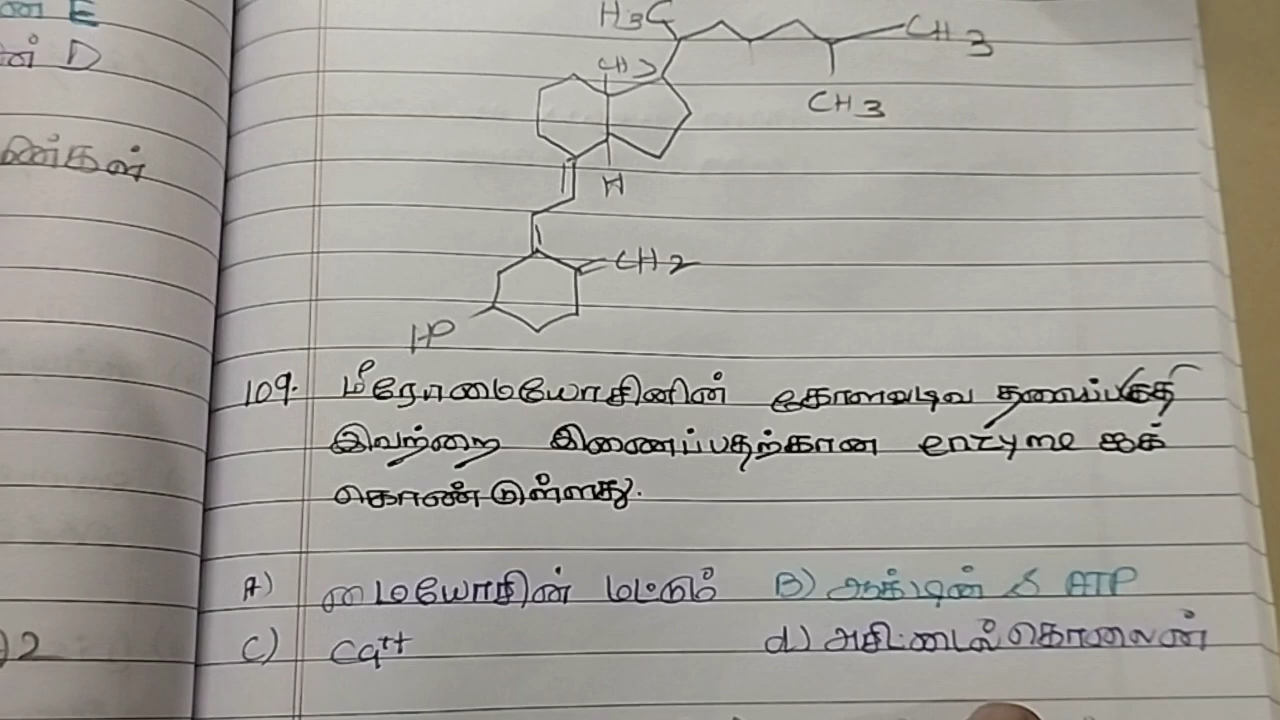 E
ன் D
H₃C
CH₃
CH₃
CH3
H
CH2
HO
109. மீரோமையோசினின் கோளவடிவ தலைப்பகுதி
இவற்றை இணைப்பதற்கான enzyme ஐக்
கொண்டுள்ளது.
A) மையோசின் மட்டும் B) ஆக்டின் & ATP
C) Ca++ d) அசிட்டைல் கொலைன்
2